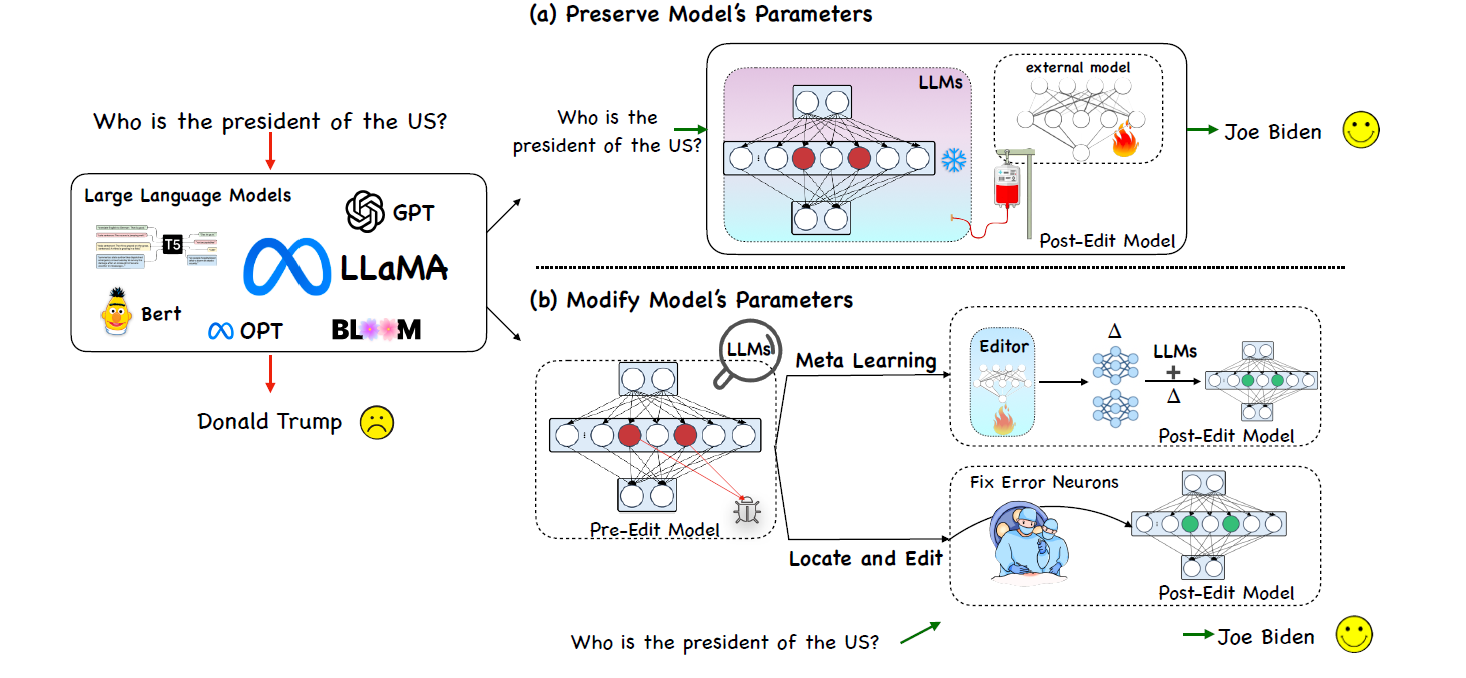 (a) Preserve Model's Parameters
Who is the president of the US?
Large Language Models
T5
GPT
LLaMA
Bert
OPT
BLOOM
Donald Trump
Who is the
president of the US?
LLMs
external model
Post-Edit Model
Joe Biden
(b) Modify Model's Parameters
LLMs
Pre-Edit Model
Meta Learning
Editor
Δ
LLMs
+
Δ
Post-Edit Model
Locate and Edit
Fix Error Neurons
Post-Edit Model
Who is the president of the US?
Joe Biden